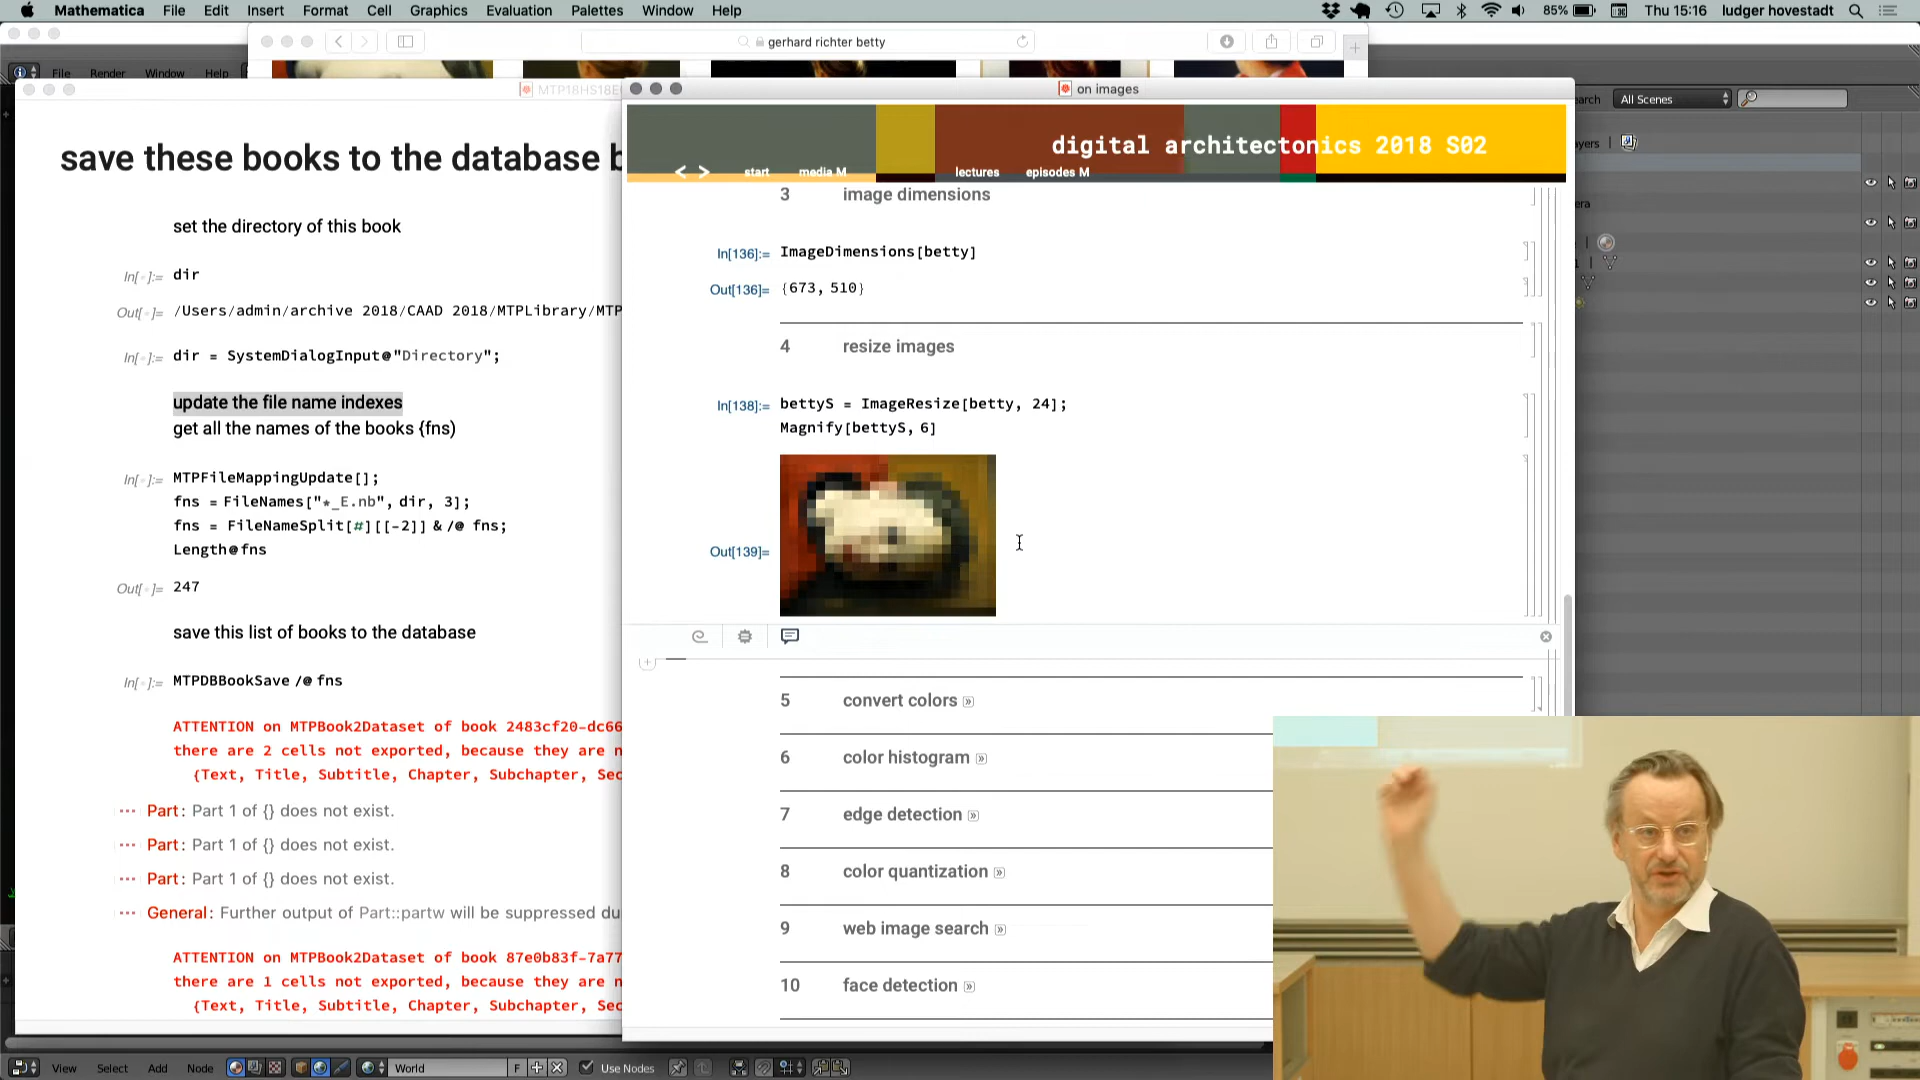 Mathematica File Edit Insert Format Cell Graphics Evaluation Palettes Window Help 85% Thu 15:16 ludger hovestadt
gerhard richter betty
File Render Window Help
MTP18HS18E
on images
All Scenes
save these books to the database b
set the directory of this book
In[ ]:= dir
Out[ ]= /Users/admin/archive 2018/CAAD 2018/MTPLibrary/MTP
In[ ]:= dir = SystemDialogInput@"Directory";
update the file name indexes
get all the names of the books {fns)
In[ ]:= MTPFileMappingUpdate[];
fns = FileNames["*_E.nb", dir, 3];
fns = FileNameSplit[#][[-2]] & /@ fns;
Length@fns
Out[ ]= 247
save this list of books to the database
In[ ]:= MTPDBBookSave /@ fns
ATTENTION on MTPBook2Dataset of book 2483cf20-dc66
there are 2 cells not exported, because they are n
{Text, Title, Subtitle, Chapter, Subchapter, Sec
Part: Part 1 of {} does not exist.
Part: Part 1 of {} does not exist.
Part: Part 1 of {} does not exist.
General: Further output of Part::partw will be suppressed du
ATTENTION on MTPBook2Dataset of book 87e0b83f-7a77
there are 1 cells not exported, because they are n
{Text, Title, Subtitle, Chapter, Subchapter, Sec
digital architectonics 2018 S02
< > start media M lectures episodes M
3 image dimensions
In[136]:= ImageDimensions[betty]
Out[136]= {673, 510}
4 resize images
In[138]:= bettyS = ImageResize[betty, 24];
Magnify[bettyS, 6]
Out[139]=
5 convert colors
6 color histogram
7 edge detection
8 color quantization
9 web image search
10 face detection
View Select Add Node World F Use Nodes